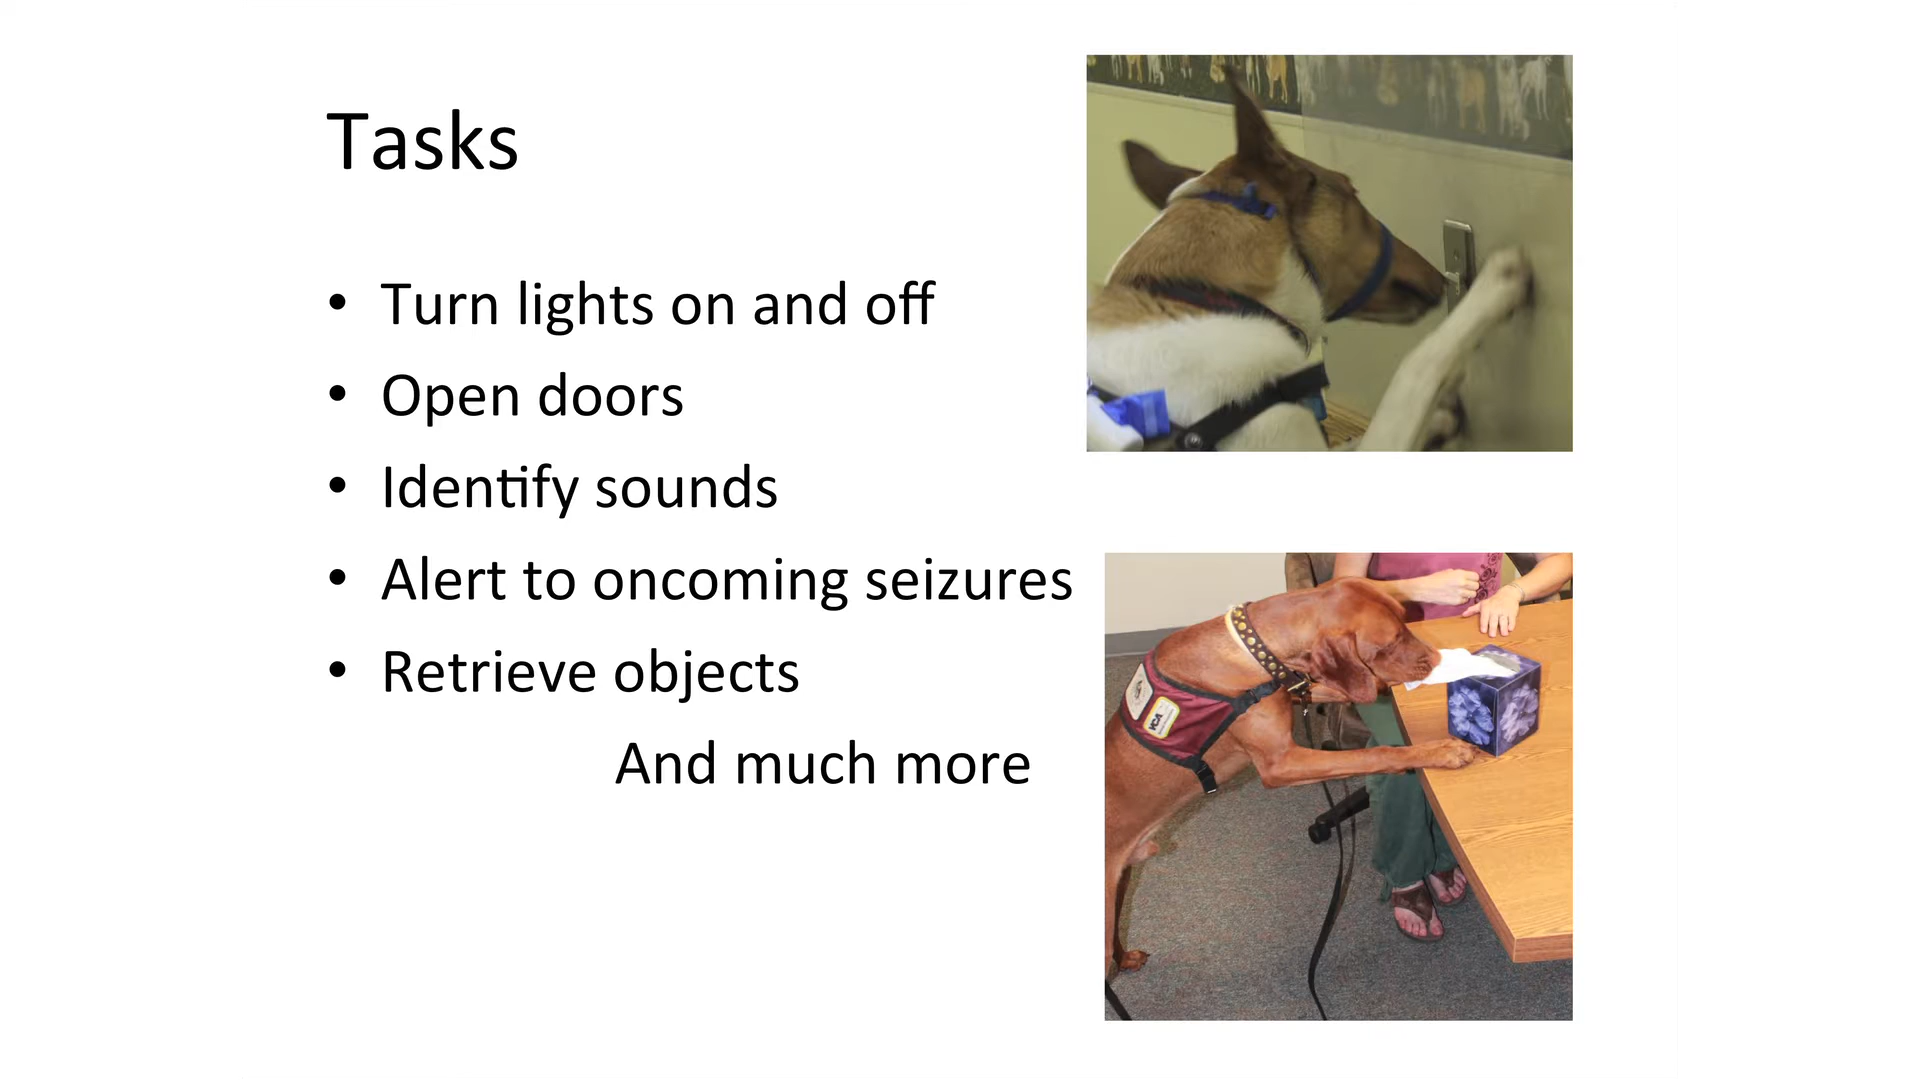 Tasks
• Turn lights on and off
• Open doors
• Identify sounds
• Alert to oncoming seizures
• Retrieve objects
And much more
VCA